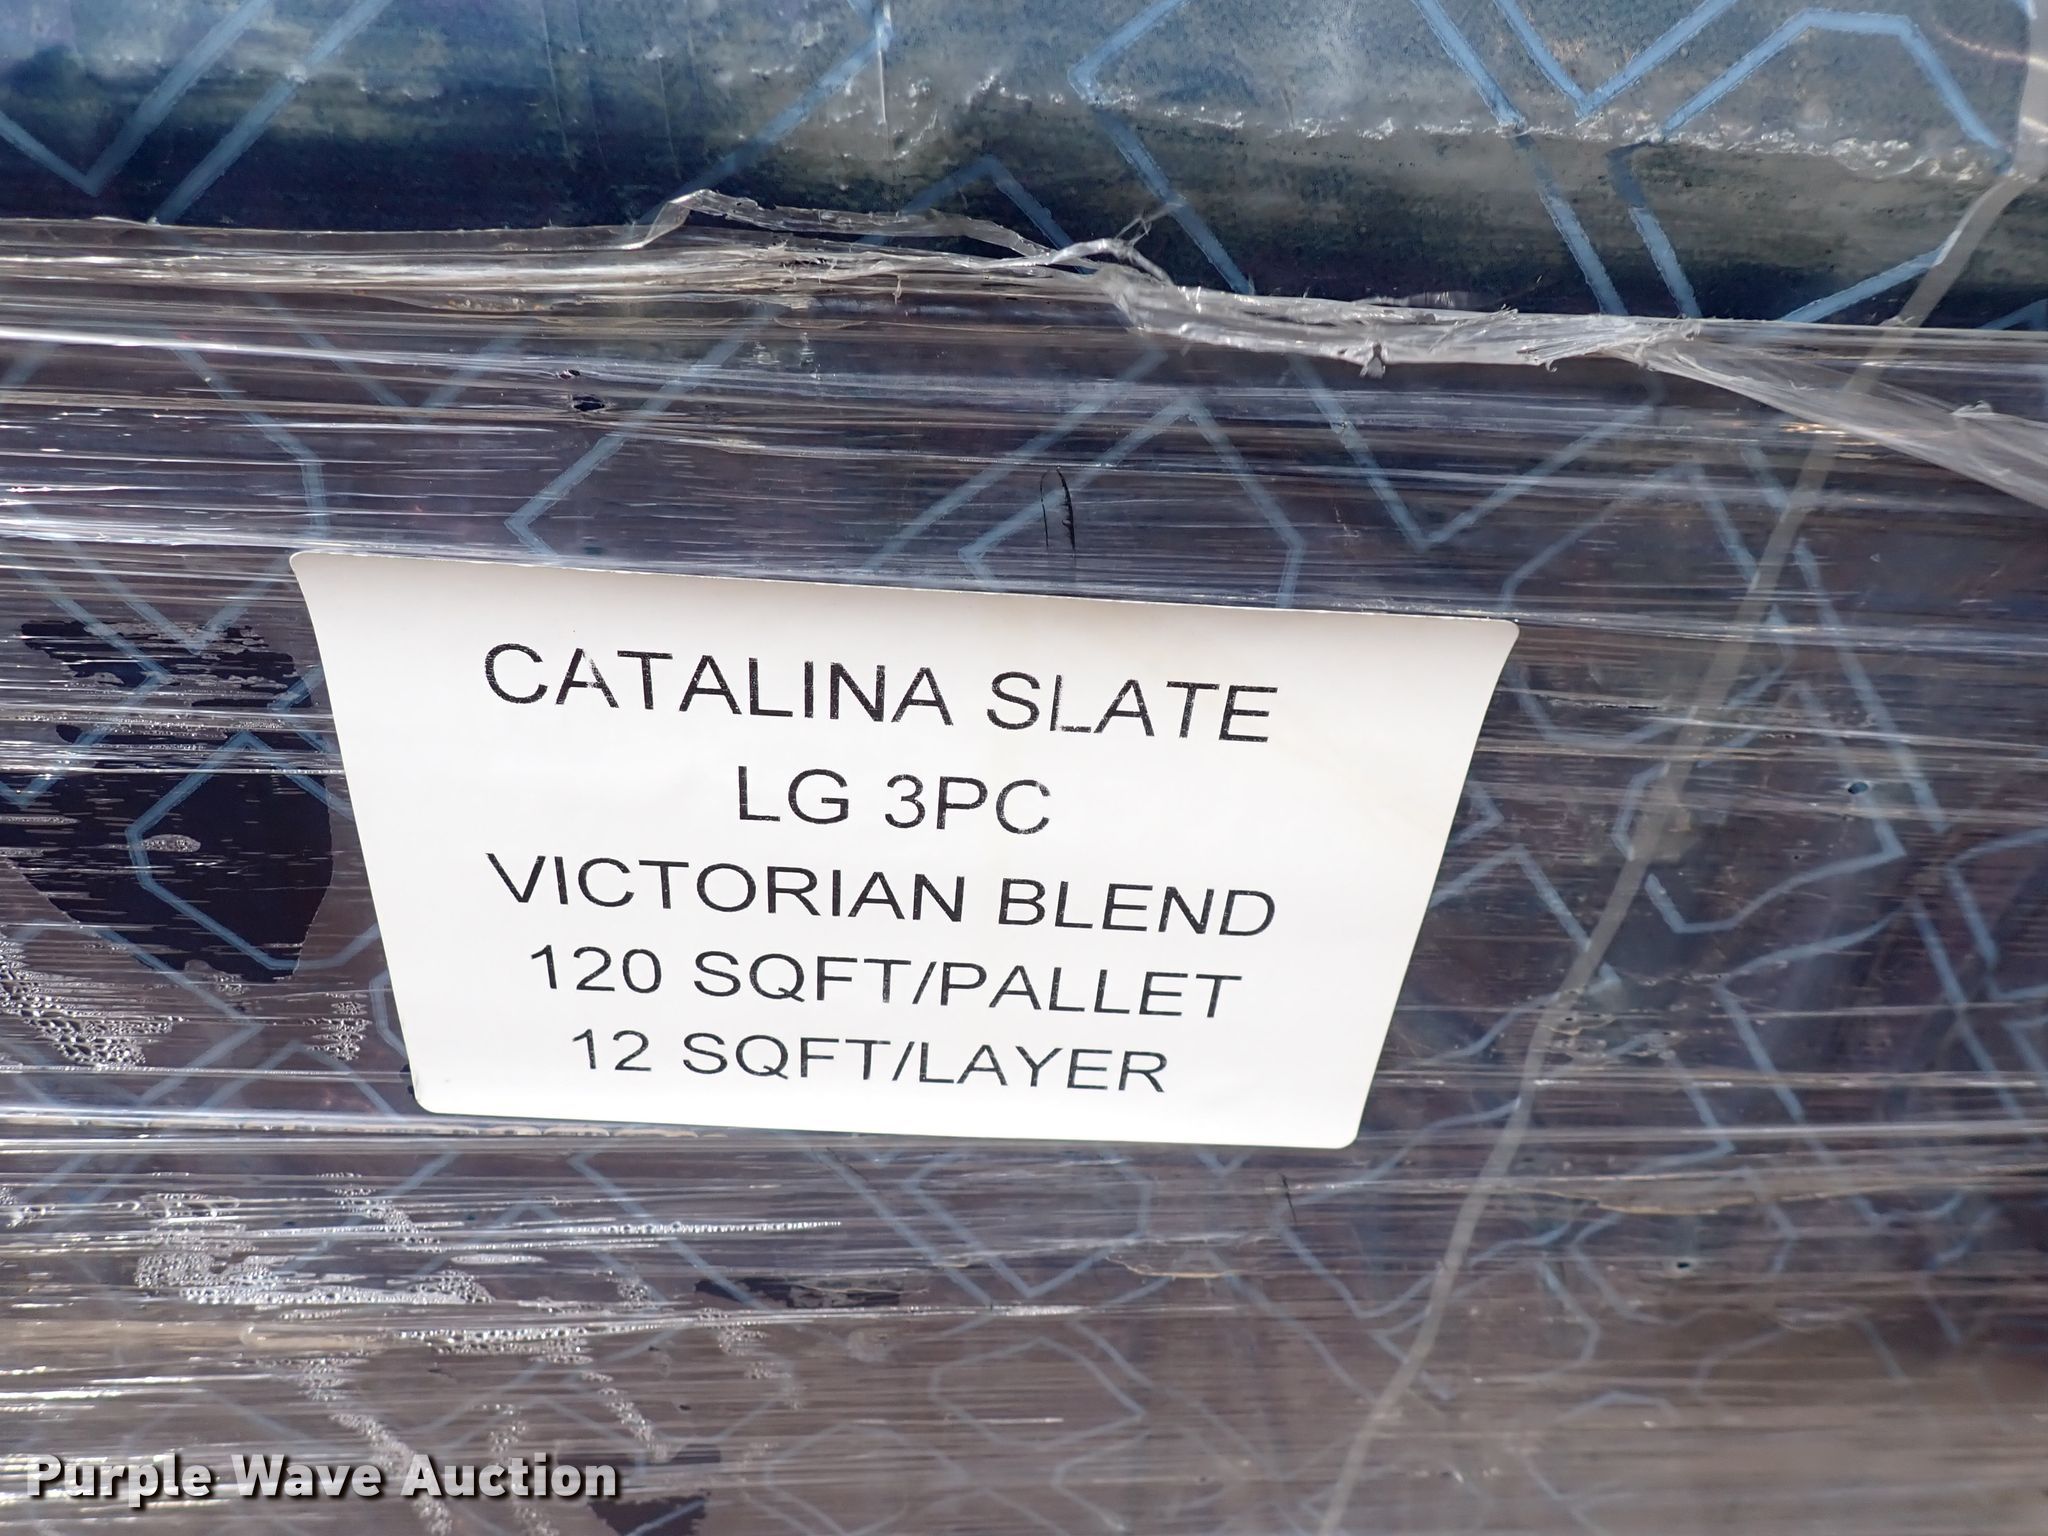 CATALINA SLATE
LG 3PC
VICTORIAN BLEND
120 SQFT/PALLET
12 SQFT/LAYER
Purple Wave Auction